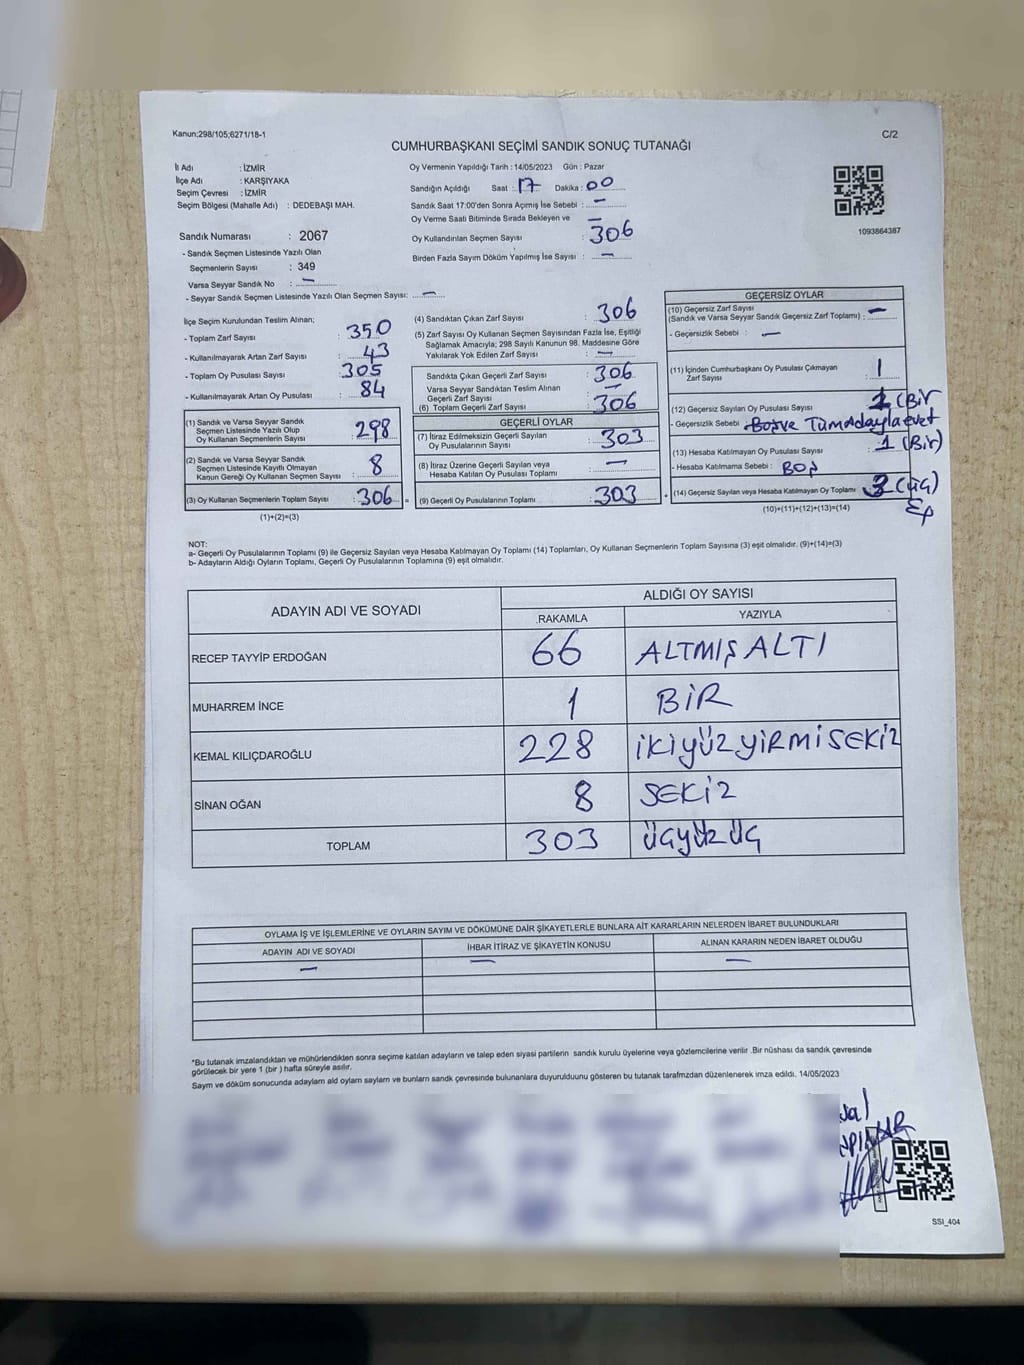 Kanun;298/105;6271/18-1
C/2
CUMHURBAŞKANI SEÇİMİ SANDIK SONUÇ TUTANAĞI
İl Adı : İZMİR
İlçe Adı : KARŞIYAKA
Seçim Çevresi : İZMİR
Seçim Bölgesi (Mahalle Adı) : DEDEBAŞI MAH.
Sandık Numarası : 2067
- Sandık Seçmen Listesinde Yazılı Olan
Seçmenlerin Sayısı : 349
Varsa Seyyar Sandık No : —
- Seyyar Sandık Seçmen Listesinde Yazılı Olan Seçmen Sayısı: —
Oy Vermenin Yapıldığı Tarih : 14/05/2023 Gün : Pazar
Sandığın Açıldığı Saat : 17 Dakika : 00
Sandık Saat 17:00'den Sonra Açımış İse Sebebi : —
Oy Verme Saati Bitiminde Sırada Bekleyen ve —
Oy Kullandırılan Seçmen Sayısı : 306
Birden Fazla Sayım Döküm Yapılmış İse Sayısı : —
1093864387
İlçe Seçim Kurulundan Teslim Alınan;
- Toplam Zarf Sayısı : 350
- Kullanılmayarak Artan Zarf Sayısı : 43
- Toplam Oy Pusulası Sayısı : 305
- Kullanılmayarak Artan Oy Pusulası : 84
(1) Sandık ve Varsa Seyyar Sandık
Seçmen Listesinde Yazılı Olup
Oy Kullanan Seçmenlerin Sayısı : 298
(2) Sandık ve Varsa Seyyar Sandık
Seçmen Listesinde Kayıtlı Olmayan
Kanun Gereği Oy Kullanan Seçmen Sayısı : 8
(3) Oy Kullanan Seçmenlerin Toplam Sayısı : 306
(1)+(2)=(3)
(4) Sandıktan Çıkan Zarf Sayısı : 306
(5) Zarf Sayısı Oy Kullanan Seçmen Sayısından Fazla İse, Eşitliği
Sağlamak Amacıyla; 298 Sayılı Kanunun 98. Maddesine Göre
Yakılarak Yok Edilen Zarf Sayısı : —
Sandıkta Çıkan Geçerli Zarf Sayısı : 306
Varsa Seyyar Sandıktan Teslim Alınan
Geçerli Zarf Sayısı : —
(6) Toplam Geçerli Zarf Sayısı : 306
GEÇERLİ OYLAR
(7) İtiraz Edilmeksizin Geçerli Sayılan
Oy Pusulalarının Sayısı : 303
(8) İtiraz Üzerine Geçerli Sayılan veya
Hesaba Katılan Oy Pusulası Toplamı : —
(9) Geçerli Oy Pusulalarının Toplamı : 303
GEÇERSİZ OYLAR
(10) Geçersiz Zarf Sayısı
(Sandık ve Varsa Seyyar Sandık Geçersiz Zarf Toplamı) : —
- Geçersizlik Sebebi : —
(11) İçinden Cumhurbaşkanı Oy Pusulası Çıkmayan
Zarf Sayısı : 1
(12) Geçersiz Sayılan Oy Pusulası Sayısı 1 (Bir
- Geçersizlik Sebebi : Boşve TümAdaylaevet
(13) Hesaba Katılmayan Oy Pusulası Sayısı : 1 (Bir)
- Hesaba Katılmama Sebebi : BOŞ
(14) Geçersiz Sayılan veya Hesaba Katılmayan Oy Toplamı : 3 (üç)
(10)+(11)+(12)+(13)=(14)
NOT:
a- Geçerli Oy Pusulalarının Toplamı (9) ile Geçersiz Sayılan veya Hesaba Katılmayan Oy Toplamı (14) Toplamları, Oy Kullanan Seçmenlerin Toplam Sayısına (3) eşit olmalıdır. (9)+(14)=(3)
b- Adayların Aldığı Oyların Toplamı, Geçerli Oy Pusulalarının Toplamına (9) eşit olmalıdır.
ADAYIN ADI VE SOYADI
ALDIĞI OY SAYISI
RAKAMLA YAZIYLA
RECEP TAYYİP ERDOĞAN 66 ALTMIŞALTI
MUHARREM İNCE 1 BİR
KEMAL KILIÇDAROĞLU 228 İKİYÜZYİRMİSEKİZ
SİNAN OĞAN 8 SEKİZ
TOPLAM 303 ÜÇYÜZÜÇ
OYLAMA İŞ VE İŞLEMLERİNE VE OYLARIN SAYIM VE DÖKÜMÜNE DAİR ŞİKAYETLERLE BUNLARA AİT KARARLARIN NELERDEN İBARET BULUNDUKLARI
ADAYIN ADI VE SOYADI İHBAR İTİRAZ VE ŞİKAYETİN KONUSU ALINAN KARARIN NEDEN İBARET OLDUĞU
— — —
*Bu tutanak imzalandıktan ve mühürlendikten sonra seçime katılan adayların ve talep eden siyasi partilerin sandık kurulu üyelerine veya gözlemcilerine verilir .Bir nüshası da sandık çevresinde
görülecek bir yere 1 (bir ) hafta süreyle asılır.
Sayım ve döküm sonucunda adayların ald oyların sayları ve bunların sandk çevresinde bulunanlara duyurulduunu gösteren bu tutanak tarafmzdan düzenlenerek imza edildi. 14/05/2023
SSI_404